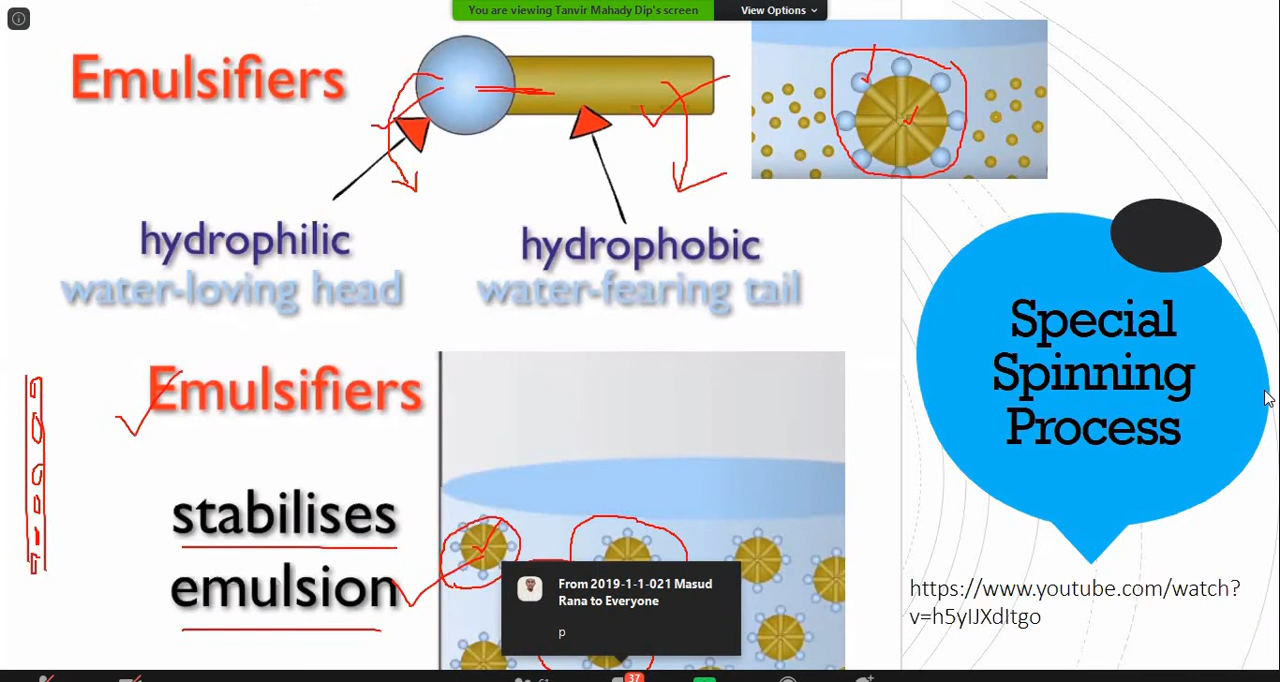 You are viewing Tanvir Mahady Dip's screen
View Options
Emulsifiers
hydrophilic
water-loving head
hydrophobic
water-fearing tail
Emulsifiers
stabilises
emulsion
Special
Spinning
Process
https://www.youtube.com/watch?
v=h5yIJXdItgo
From 2019-1-1-021 Masud
Rana to Everyone
p
37